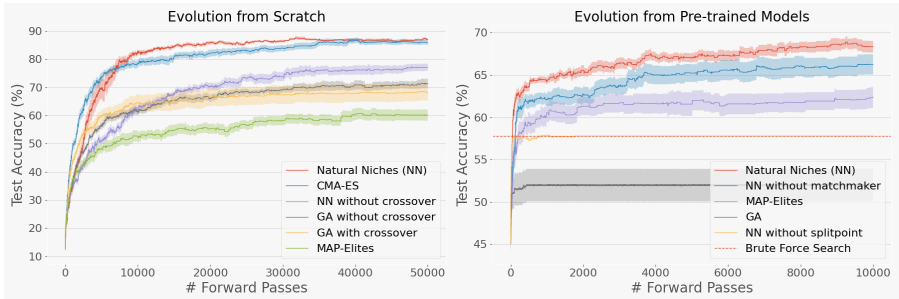 Evolution from Scratch
Test Accuracy (%)
90
80
70
60
50
40
30
20
10
0
10000
20000
30000
40000
50000
# Forward Passes
Natural Niches (NN)
CMA-ES
NN without crossover
GA without crossover
GA with crossover
MAP-Elites
Evolution from Pre-trained Models
Test Accuracy (%)
70
65
60
55
50
45
0
2000
4000
6000
8000
10000
# Forward Passes
Natural Niches (NN)
NN without matchmaker
MAP-Elites
GA
NN without splitpoint
Brute Force Search